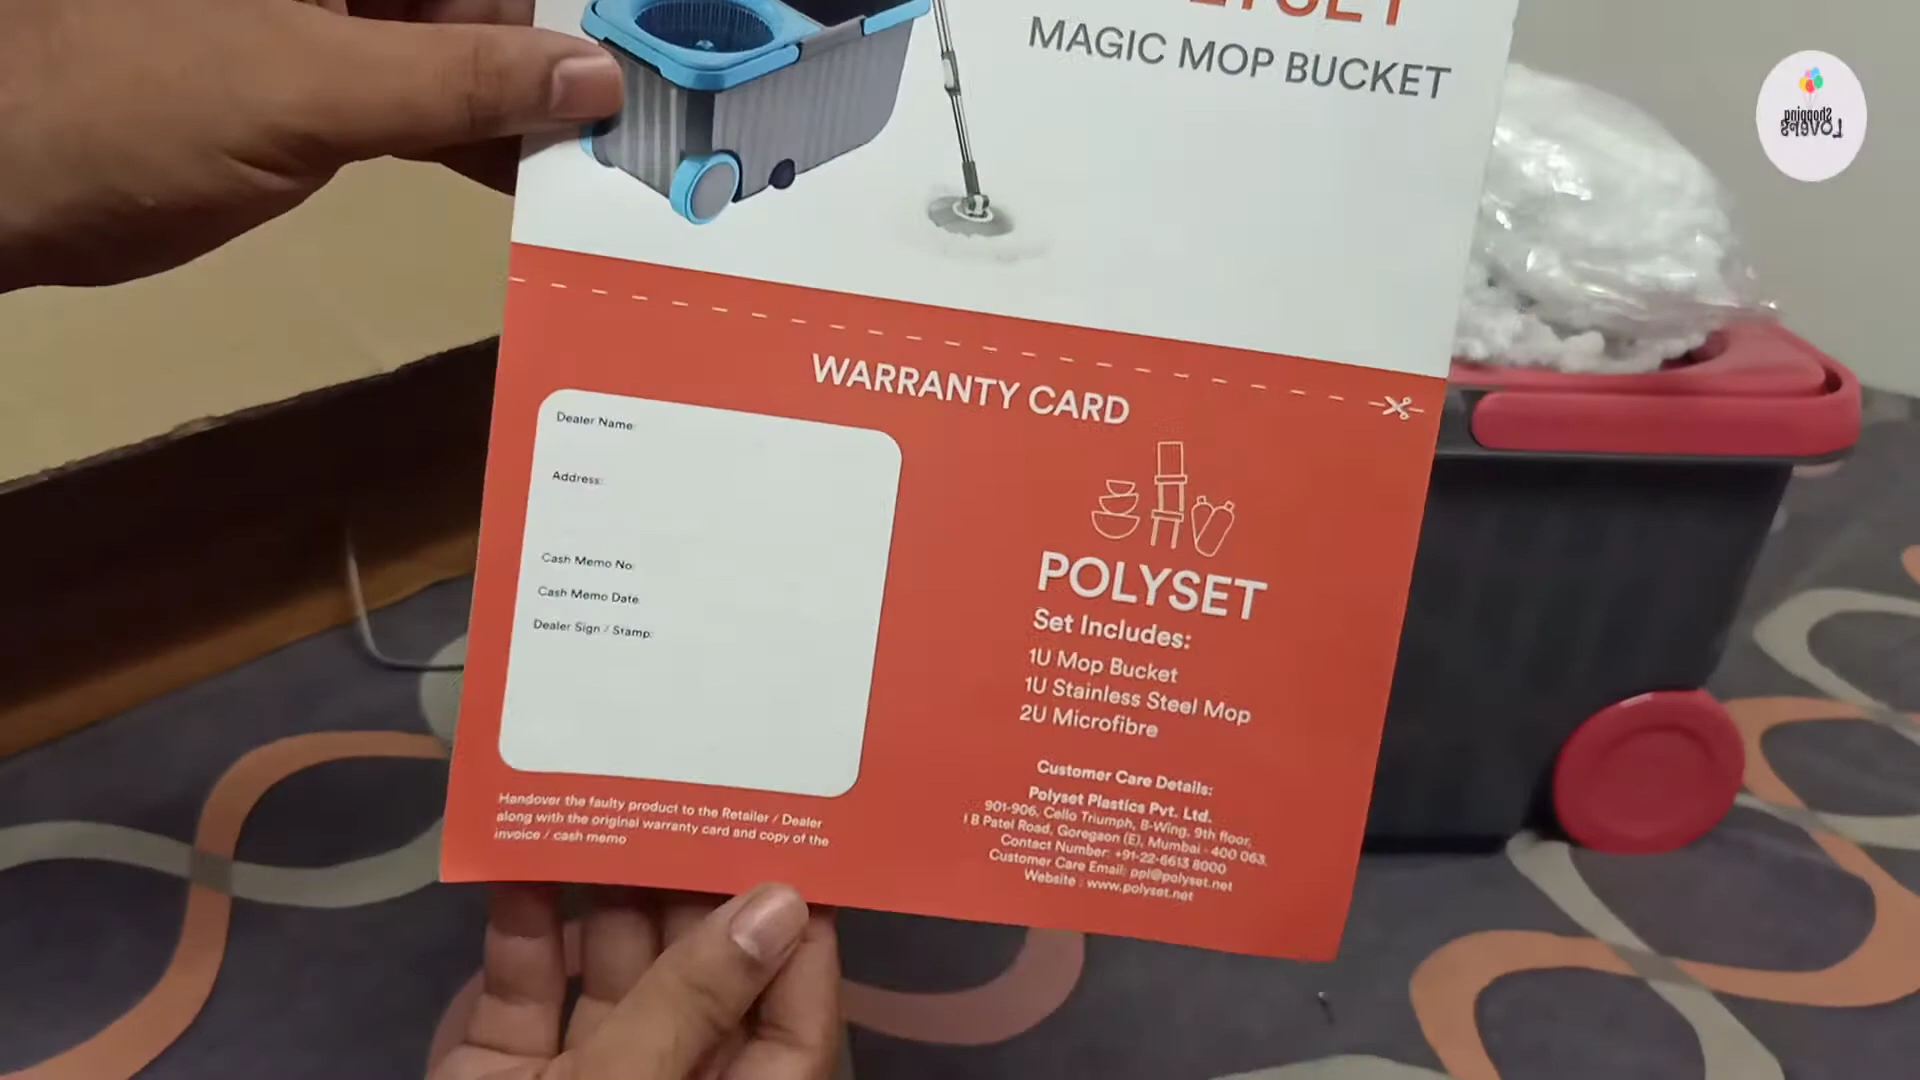 MAGIC MOP BUCKET
Shopping
Lovers
WARRANTY CARD
Dealer Name:
Address:
Cash Memo No:
Cash Memo Date:
Dealer Sign / Stamp:
Handover the faulty product to the Retailer / Dealer
along with the original warranty card and copy of the
invoice / cash memo
POLYSET
Set Includes:
1U Mop Bucket
1U Stainless Steel Mop
2U Microfibre
Customer Care Details:
Polyset Plastics Pvt. Ltd.
901-906, Cello Triumph, B-Wing, 9th floor,
I B Patel Road, Goregaon (E), Mumbai - 400 063.
Contact Number: +91-22-6613 8000
Customer Care Email: ppl@polyset.net
Website : www.polyset.net